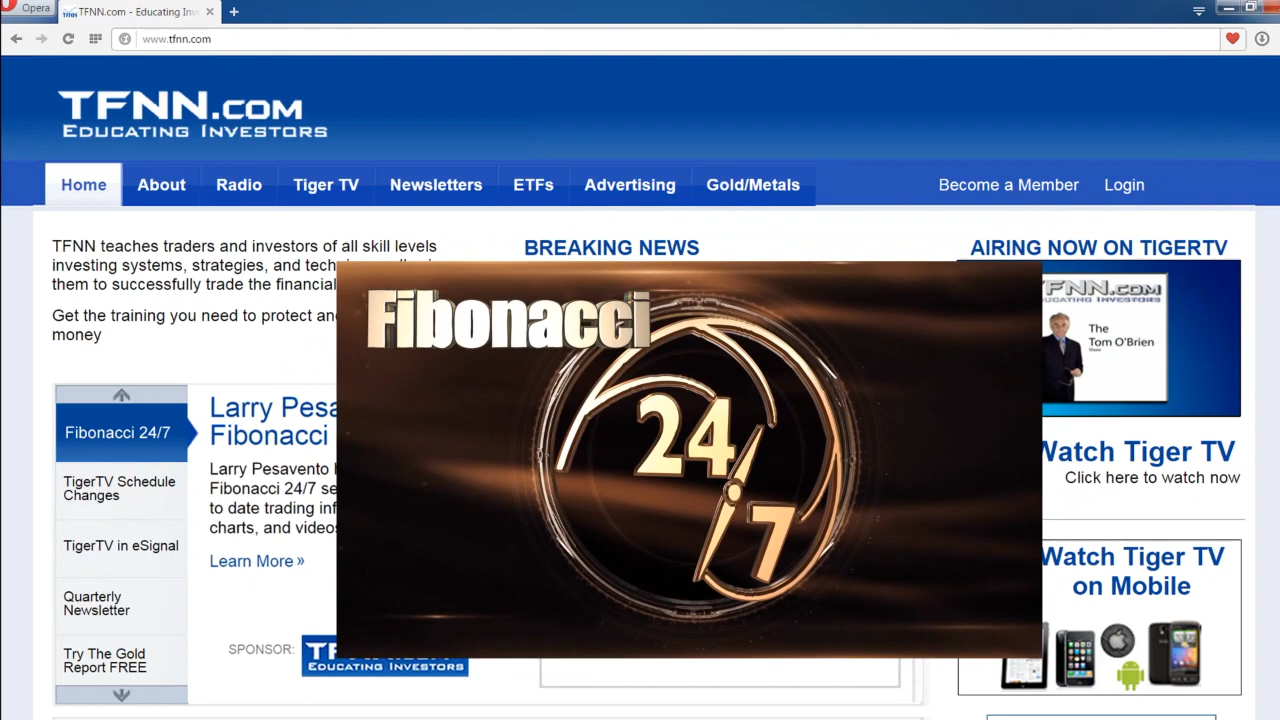 Opera
TFNN.com - Educating Inv
www.tfnn.com
TFNN.COM
EDUCATING INVESTORS
Home
About
Radio
Tiger TV
Newsletters
ETFs
Advertising
Gold/Metals
Become a Member
Login
TFNN teaches traders and investors of all skill levels
investing systems, strategies, and
them to successfully trade the financial
Get the training you need to protect and
money
BREAKING NEWS
AIRING NOW ON TIGERTV
TFNN.COM
EDUCATING INVESTORS
The
Tom O'Brien
Show
Fibonacci
24
7
Fibonacci 24/7
TigerTV Schedule
Changes
TigerTV in eSignal
Quarterly
Newsletter
Try The Gold
Report FREE
Larry
Fibonacci
Larry Pesavento
Fibonacci 24/7
to date trading
charts, and videos
Learn More »
SPONSOR:
EDUCATING INVESTORS
Watch Tiger TV
Click here to watch now
Watch Tiger TV
on Mobile